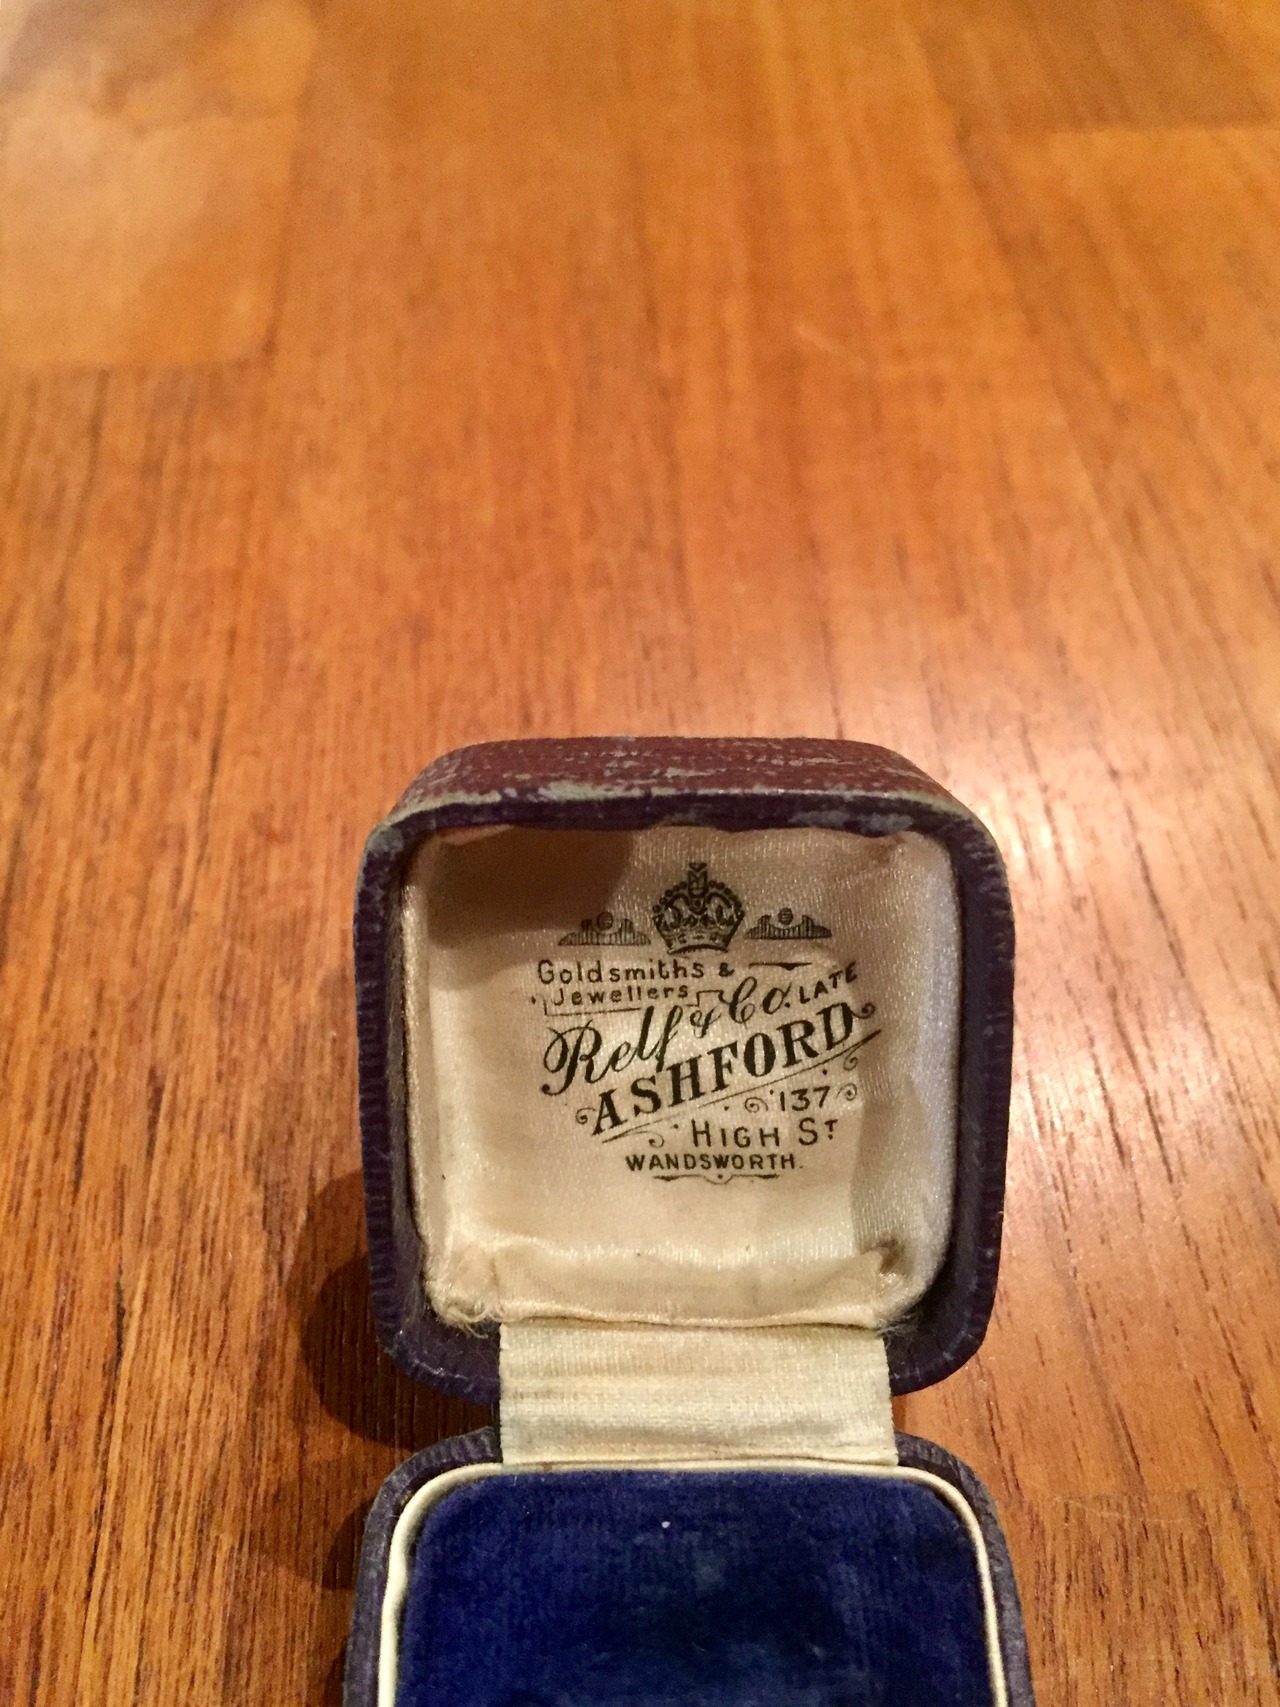 Goldsmiths &
Jewellers
Relf & Co. LATE
ASHFORD
137
HIGH ST
WANDSWORTH.